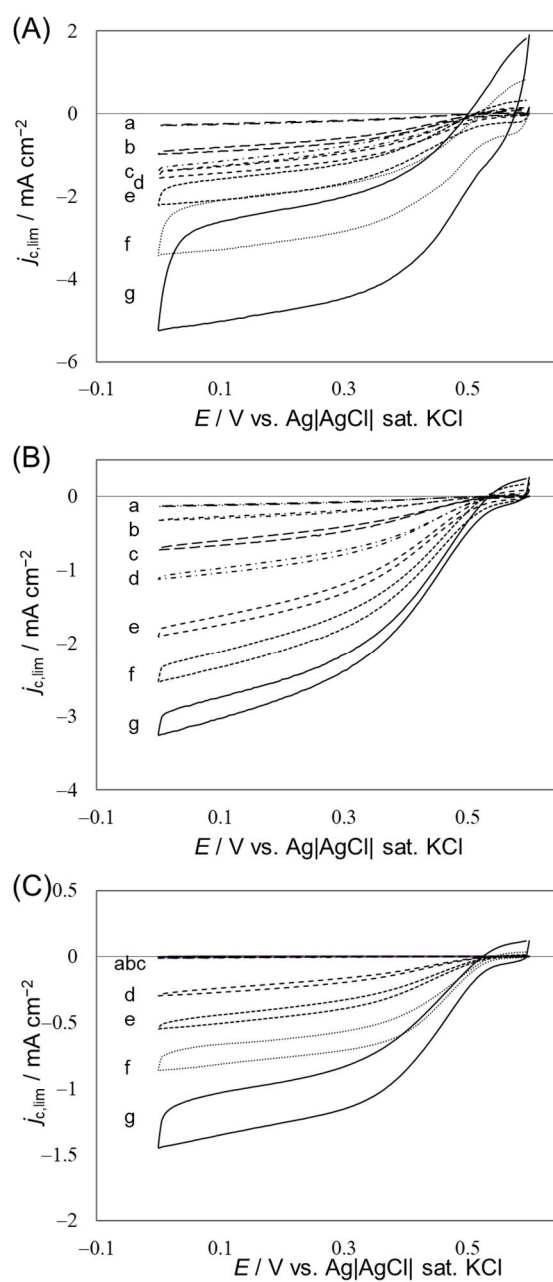 (A)
2
0
−2
−4
−6
a
b
c
d
e
f
g
j c,lim / mA cm⁻²
−0.1
0.1
0.3
0.5
E / V vs. Ag|AgCl| sat. KCl
(B)
0
−1
−2
−3
−4
a
b
c
d
e
f
g
j c,lim / mA cm⁻²
−0.1
0.1
0.3
0.5
E / V vs. Ag|AgCl| sat. KCl
(C)
0.5
0
−0.5
−1
−1.5
−2
abc
d
e
f
g
j c,lim / mA cm⁻²
−0.1
0.1
0.3
0.5
E / V vs. Ag|AgCl| sat. KCl